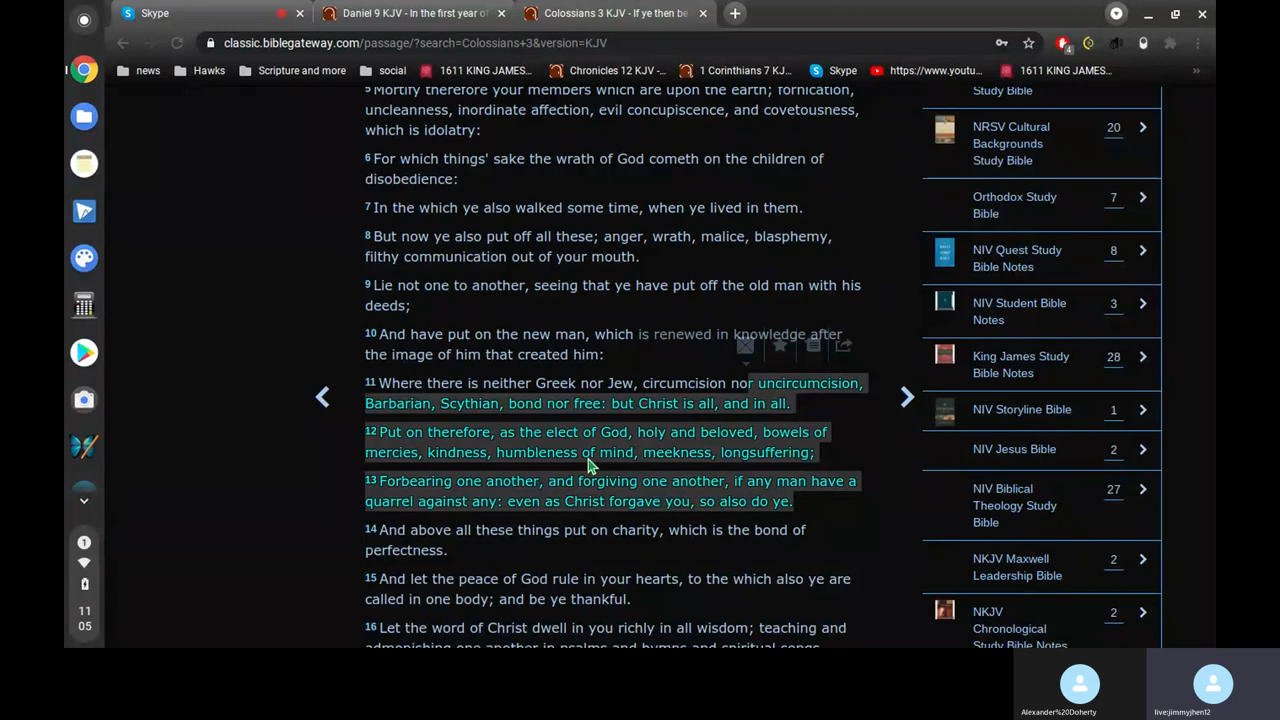 Skype
Daniel 9 KJV - In the first year of
Colossians 3 KJV - If ye then be
classic.biblegateway.com/passage/?search=Colossians+3&version=KJV
4
news
Hawks
Scripture and more
social
1611 KING JAMES...
Chronicles 12 KJV -...
1 Corinthians 7 KJ...
Skype
https://www.youtu...
1611 KING JAMES...
»
5 Mortify therefore your members which are upon the earth; fornication,
uncleanness, inordinate affection, evil concupiscence, and covetousness,
which is idolatry:
6 For which things' sake the wrath of God cometh on the children of
disobedience:
7 In the which ye also walked some time, when ye lived in them.
8 But now ye also put off all these; anger, wrath, malice, blasphemy,
filthy communication out of your mouth.
9 Lie not one to another, seeing that ye have put off the old man with his
deeds;
10 And have put on the new man, which is renewed in knowledge after
the image of him that created him:
11 Where there is neither Greek nor Jew, circumcision nor uncircumcision,
Barbarian, Scythian, bond nor free: but Christ is all, and in all.
12 Put on therefore, as the elect of God, holy and beloved, bowels of
mercies, kindness, humbleness of mind, meekness, longsuffering;
13 Forbearing one another, and forgiving one another, if any man have a
quarrel against any: even as Christ forgave you, so also do ye.
14 And above all these things put on charity, which is the bond of
perfectness.
15 And let the peace of God rule in your hearts, to the which also ye are
called in one body; and be ye thankful.
16 Let the word of Christ dwell in you richly in all wisdom; teaching and
admonishing one another in psalms and hymns and spiritual songs,
Study Bible
NRSV Cultural 20
Backgrounds
Study Bible
Orthodox Study 7
Bible
NIV Quest Study 8
Bible Notes
NIV Student Bible 3
Notes
King James Study 28
Bible Notes
NIV Storyline Bible 1
NIV Jesus Bible 2
NIV Biblical 27
Theology Study
Bible
NKJV Maxwell 2
Leadership Bible
NKJV 2
Chronological
Study Bible Notes
1
11
05
Alexander%20Doherty
live:jimmyjhen12